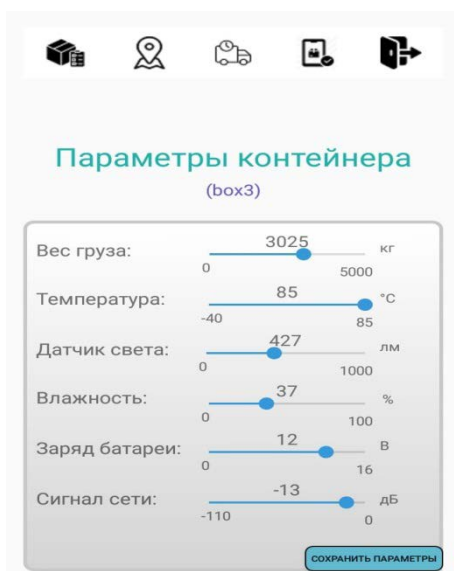 Параметры контейнера
(box3)
Вес груза: 3025 кг
0 5000
Температура: 85 °C
-40 85
Датчик света: 427 лм
0 1000
Влажность: 37 %
0 100
Заряд батареи: 12 В
0 16
Сигнал сети: -13 дБ
-110 0
СОХРАНИТЬ ПАРАМЕТРЫ